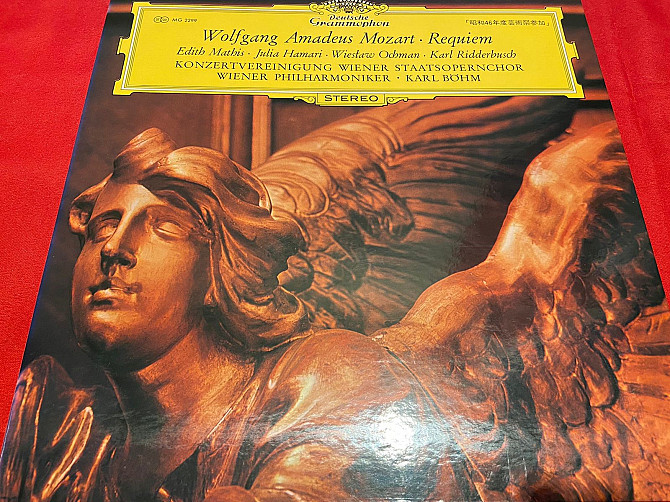 Deutsche
Grammophon
MG 2299
「昭和46年度芸術祭参加」
Wolfgang Amadeus Mozart · Requiem
Edith Mathis · Julia Hamari · Wiesław Ochman · Karl Ridderbusch
KONZERTVEREINIGUNG WIENER STAATSOPERNCHOR
WIENER PHILHARMONIKER · KARL BÖHM
STEREO